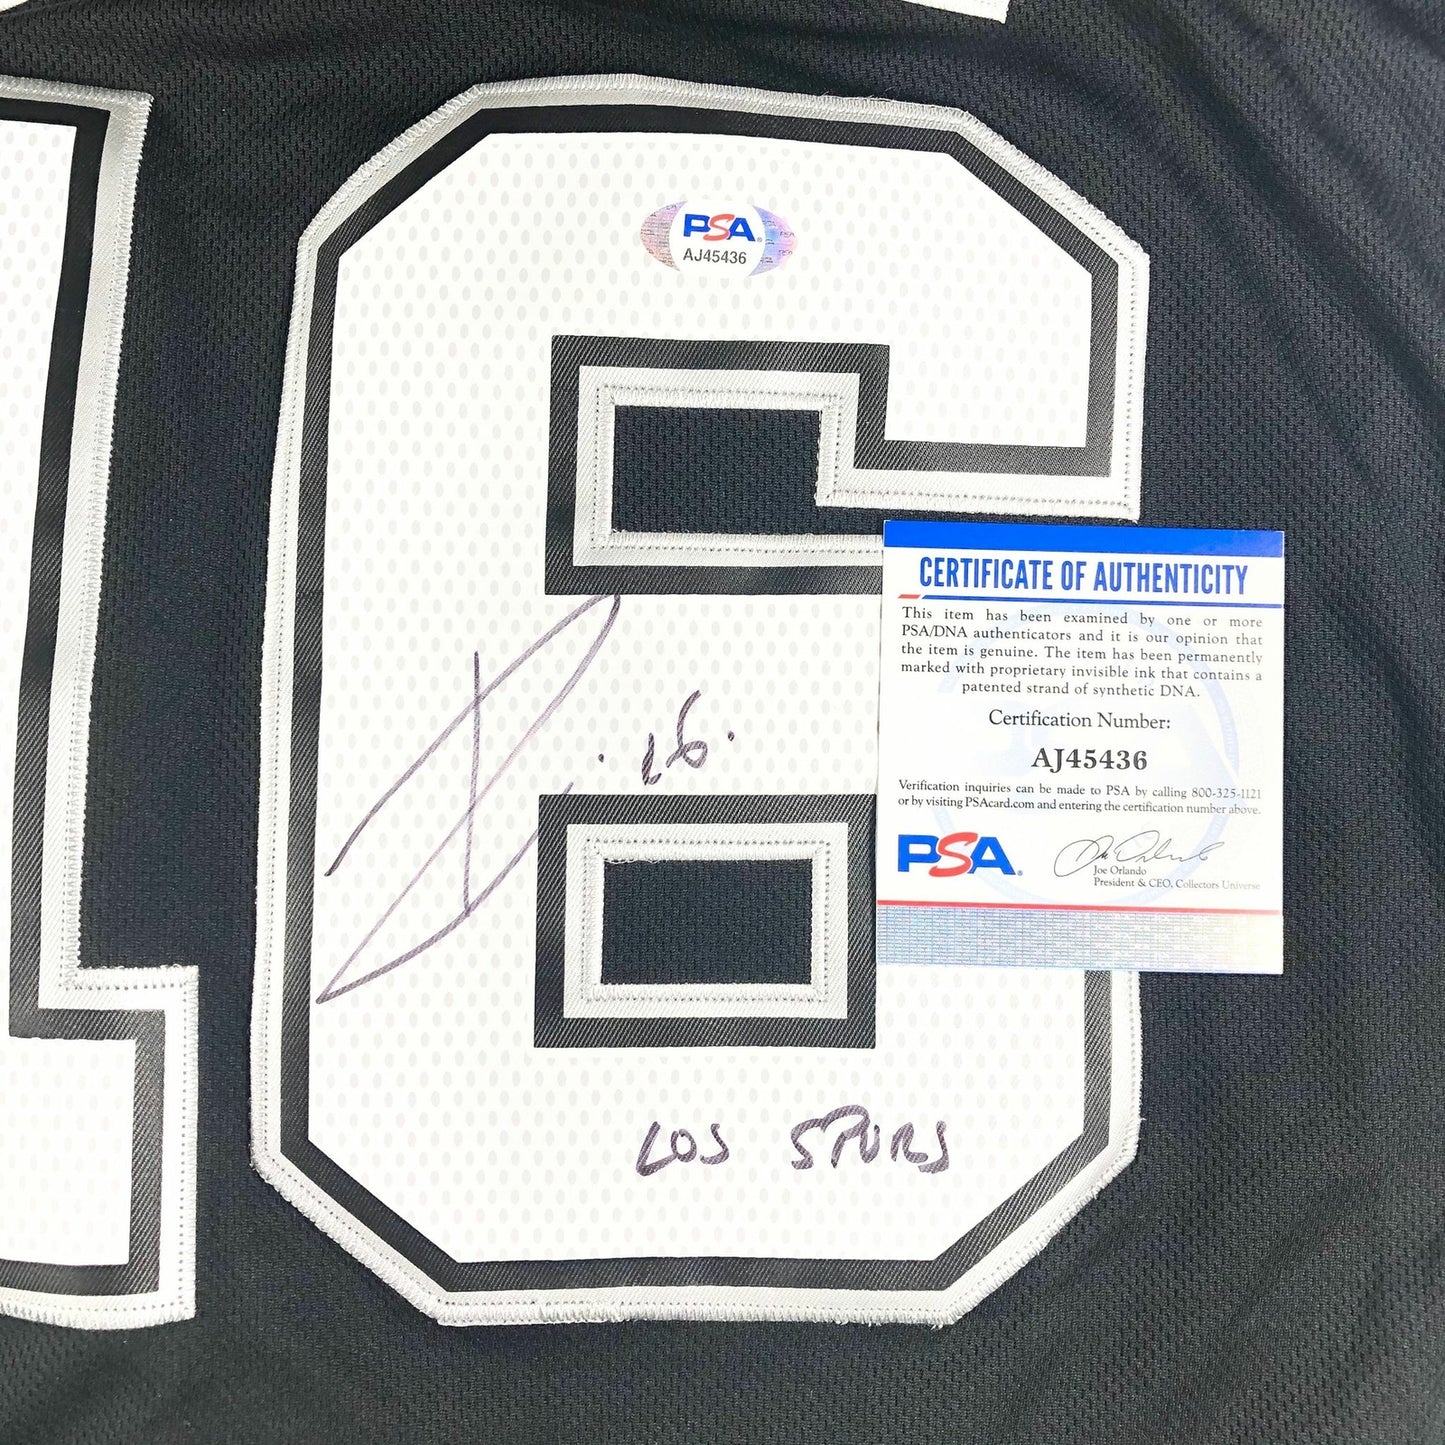 16
PSA
AJ45436
CERTIFICATE OF AUTHENTICITY
This item has been examined by one or more
PSA/DNA authenticators and it is our opinion that
the item is genuine. The item has been permanently
marked with proprietary invisible ink that contains a
patented strand of synthetic DNA.
Certification Number:
AJ45436
Verification inquiries can be made to PSA by calling 800-325-1121
or by visiting PSAcard.com and entering the certification number above.
PSA
Joe Orlando
President & CEO, Collectors Universe
.16.
LOS SPURS